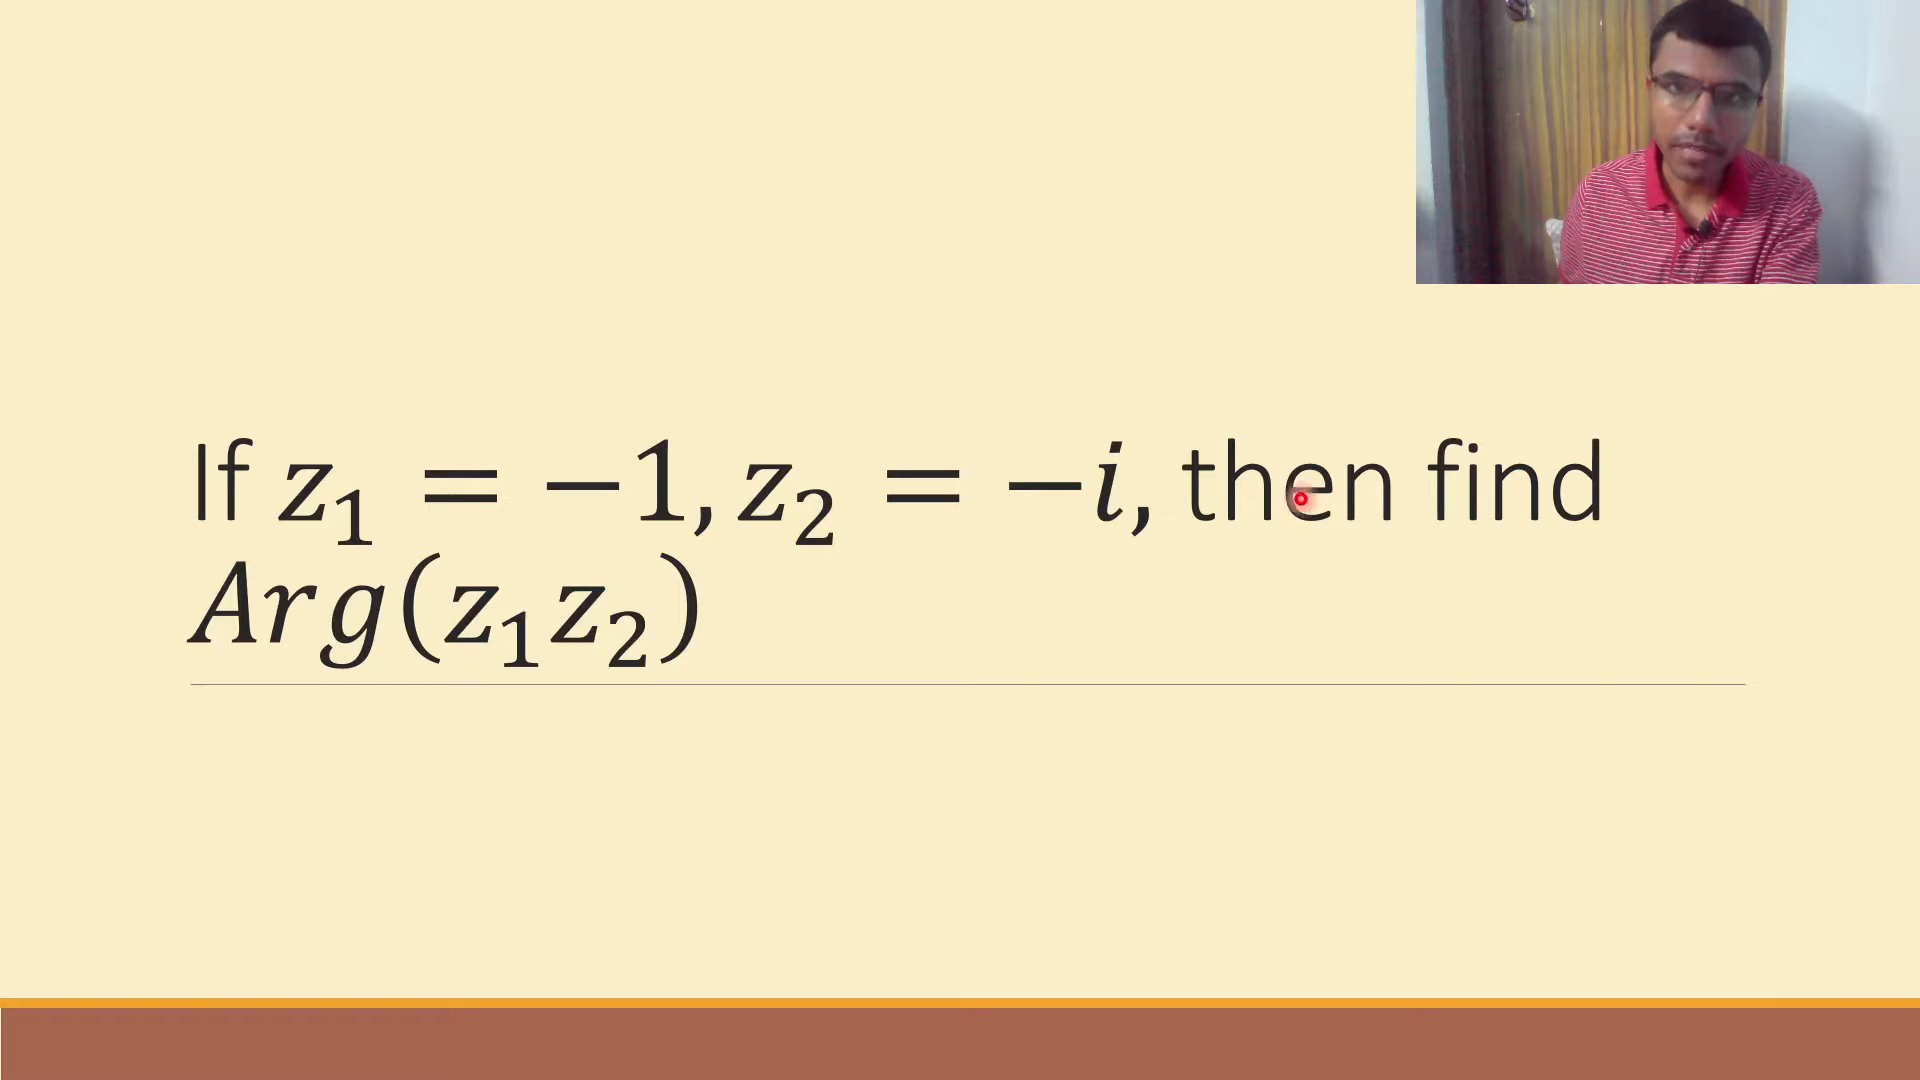 If z₁ = −1, z₂ = −i, then find
Arg(z₁z₂)